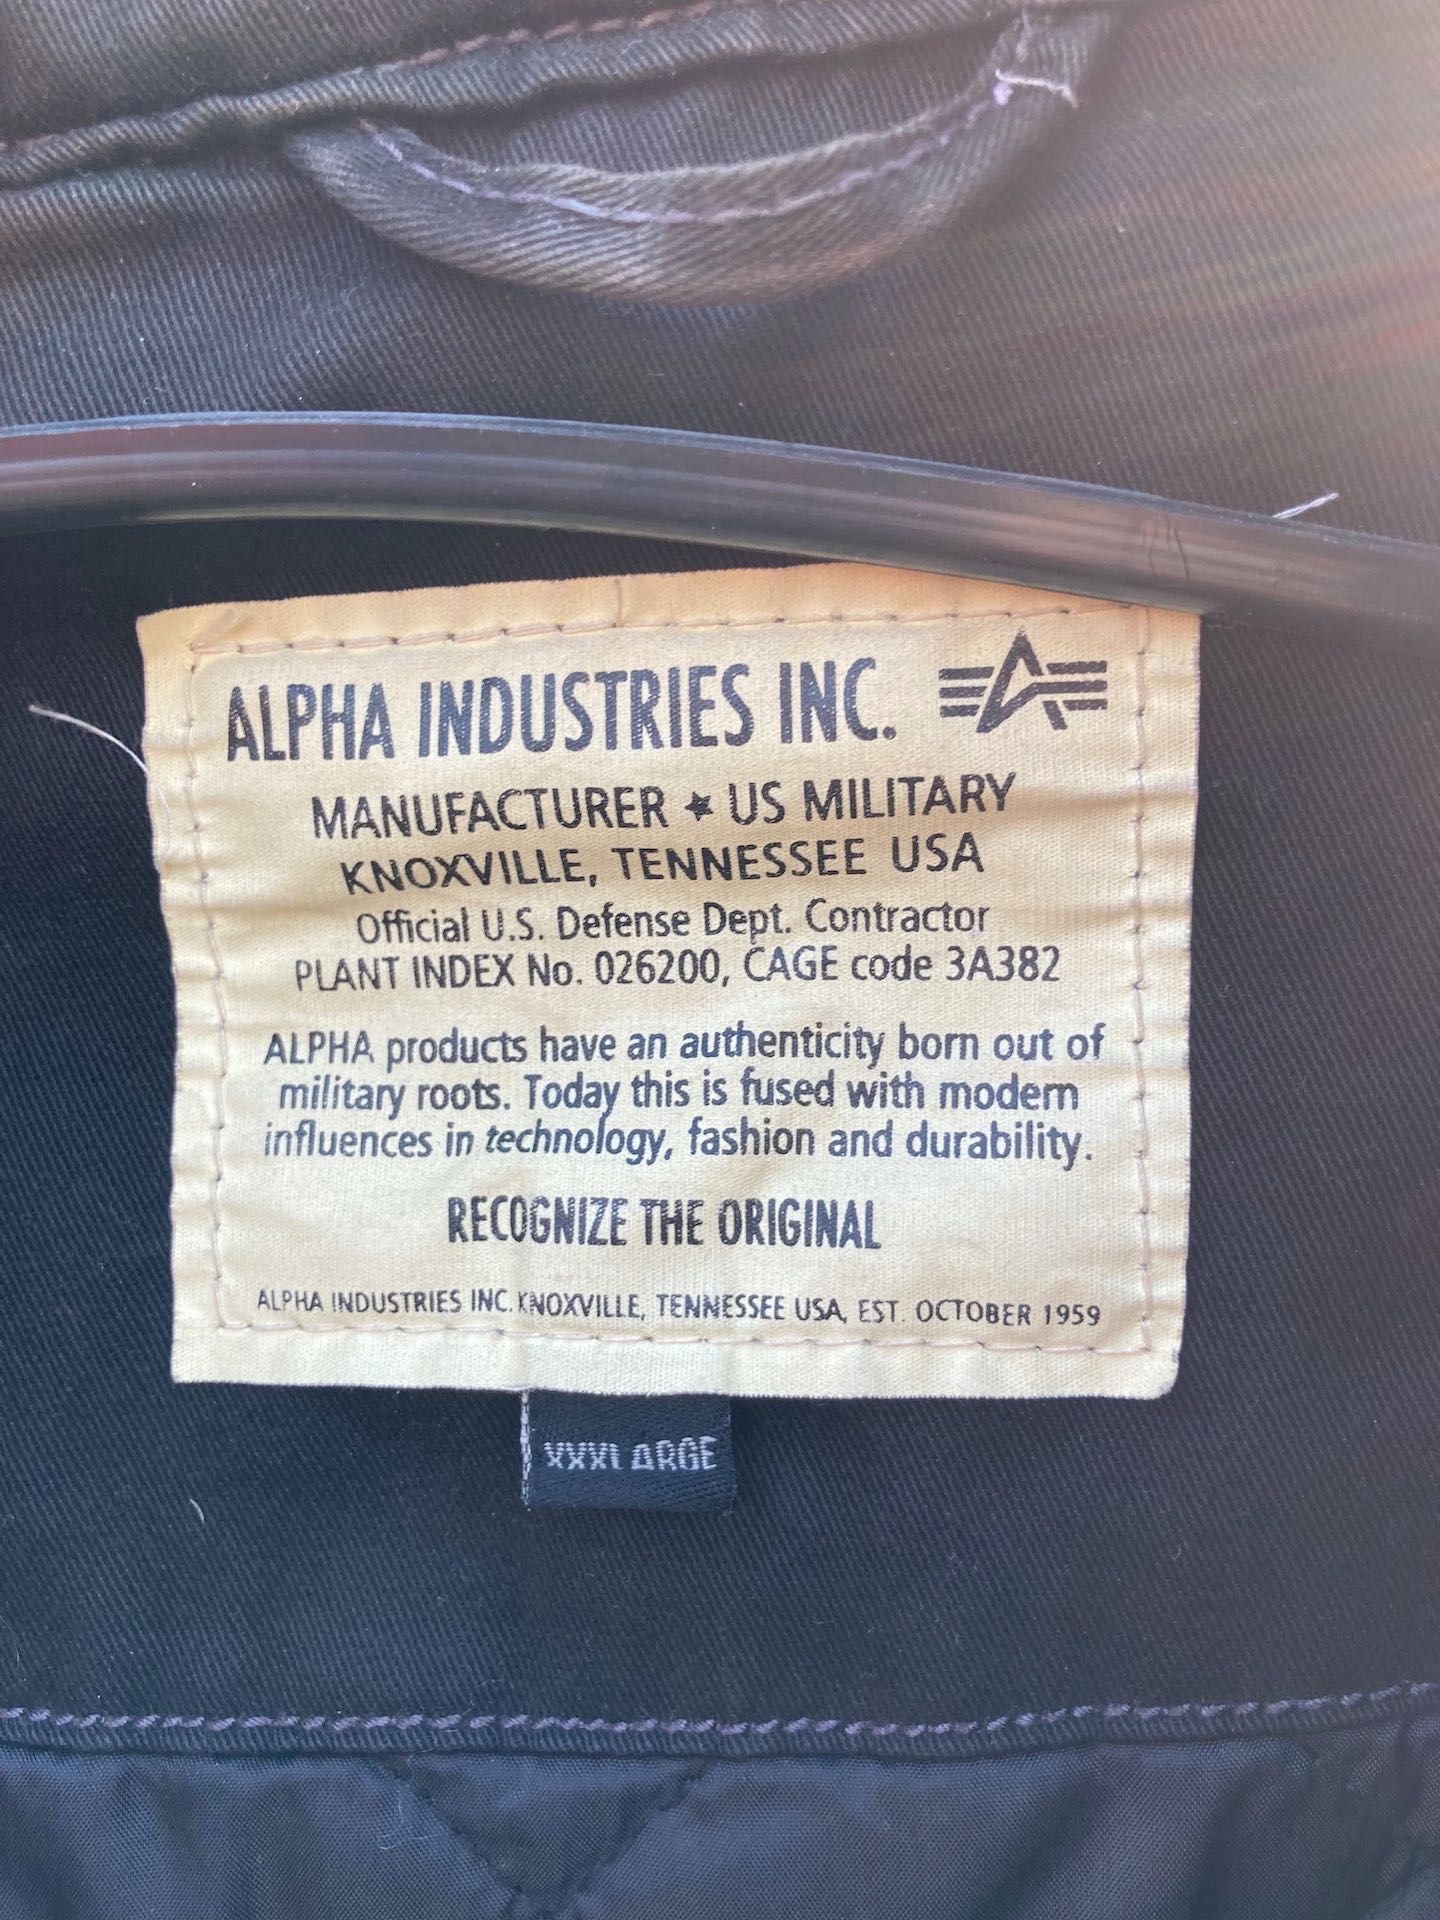 ALPHA INDUSTRIES INC.
MANUFACTURER ★ US MILITARY
KNOXVILLE, TENNESSEE USA
Official U.S. Defense Dept. Contractor
PLANT INDEX No. 026200, CAGE code 3A382
ALPHA products have an authenticity born out of
military roots. Today this is fused with modern
influences in technology, fashion and durability.
RECOGNIZE THE ORIGINAL
ALPHA INDUSTRIES INC. KNOXVILLE, TENNESSEE USA, EST. OCTOBER 1959
XXXLARGE